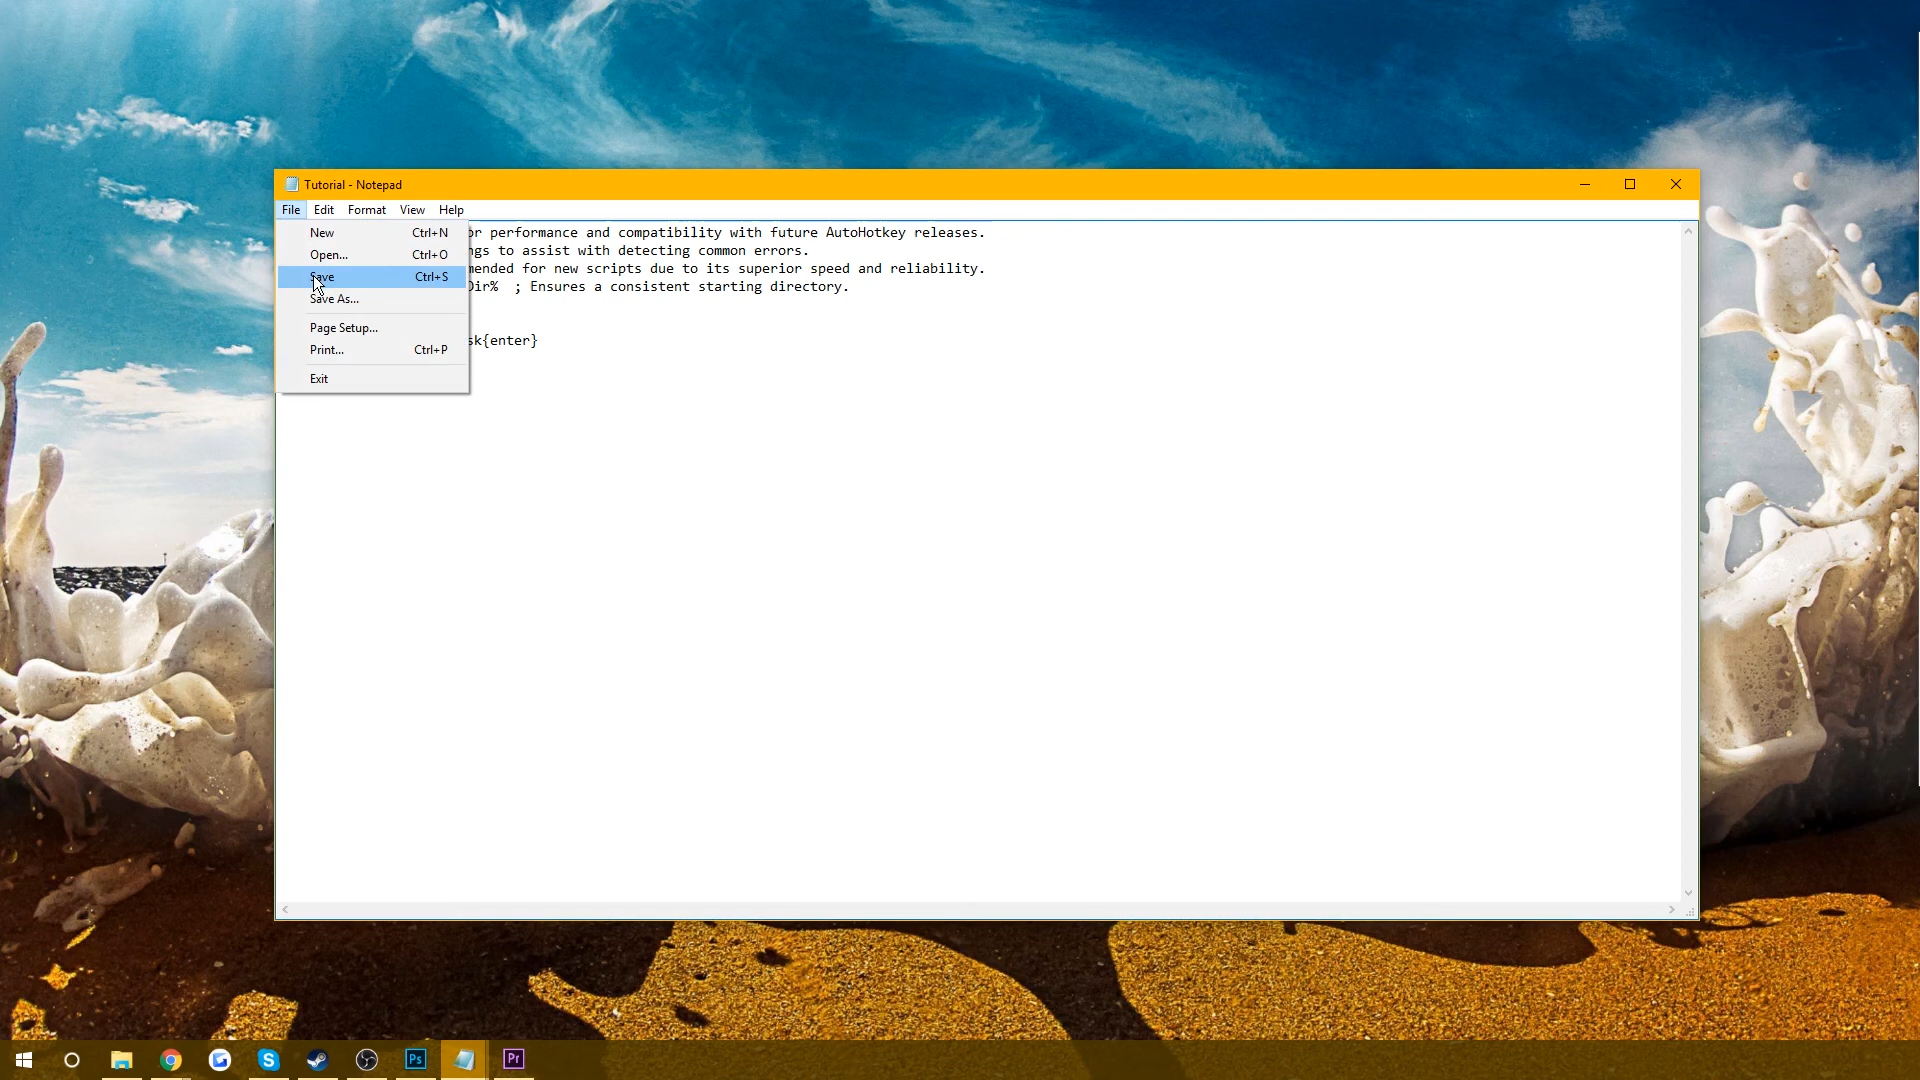 Tutorial - Notepad
File Edit Format View Help
New Ctrl+N
Open... Ctrl+O
Save Ctrl+S
Save As...
Page Setup...
Print... Ctrl+P
Exit
or performance and compatibility with future AutoHotkey releases.
ngs to assist with detecting common errors.
mended for new scripts due to its superior speed and reliability.
Dir% ; Ensures a consistent starting directory.
sk{enter}
Ps
Pr